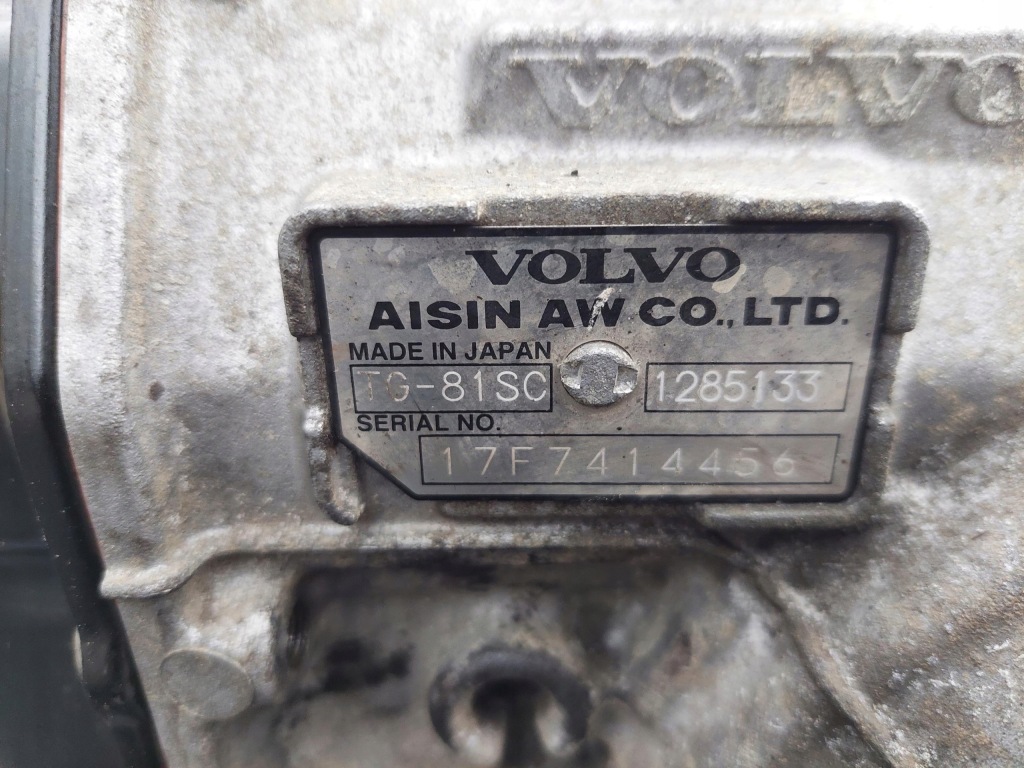 VOLVO
VOLVO
AISIN AW CO., LTD.
MADE IN JAPAN
TG-81SC 1285133
SERIAL NO.
17F7414456